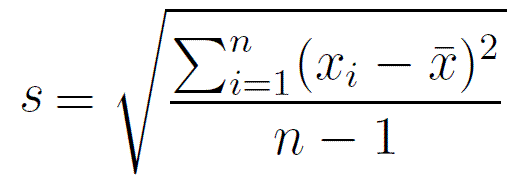 s = \sqrt{\frac{\sum_{i=1}^{n}(x_i - \bar{x})^2}{n - 1}}